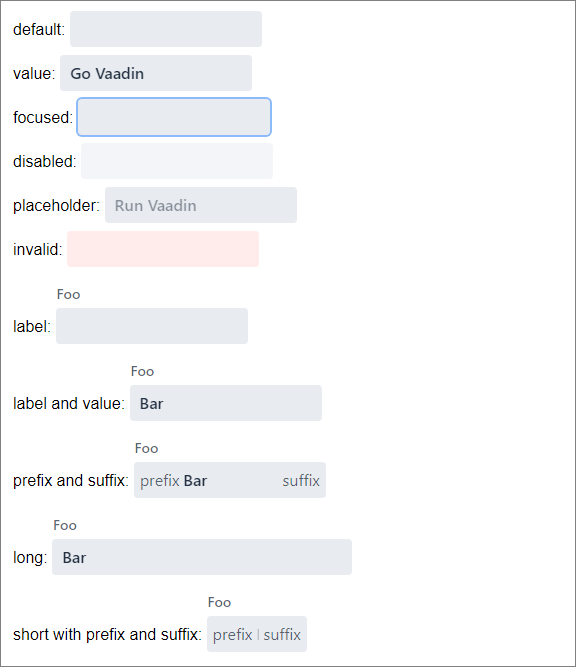 default:
value: Go Vaadin
focused:
disabled:
placeholder: Run Vaadin
invalid:
Foo
label:
Foo
label and value: Bar
Foo
prefix and suffix: prefix Bar suffix
Foo
long: Bar
Foo
short with prefix and suffix: prefix suffix